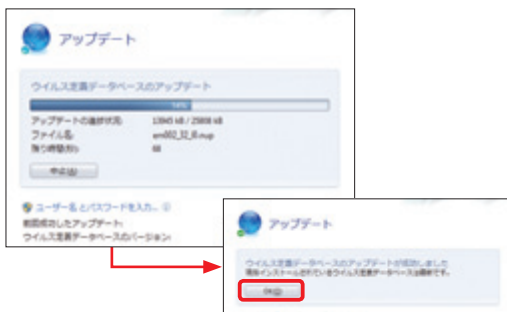 アップデート
ウイルス定義データベースのアップデート
54%
アップデートの進捗状況: 13945 kB / 25808 kB
ファイル名: em002_32_l8.nup
残り時間(秒): 88
中止(A)
ユーザー名とパスワードを入力...
前回成功したアップデート:
ウイルス定義データベースのバージョン:
アップデート
ウイルス定義データベースのアップデートが成功しました
現在インストールされているウイルス定義データベースは最新です。
OK(O)